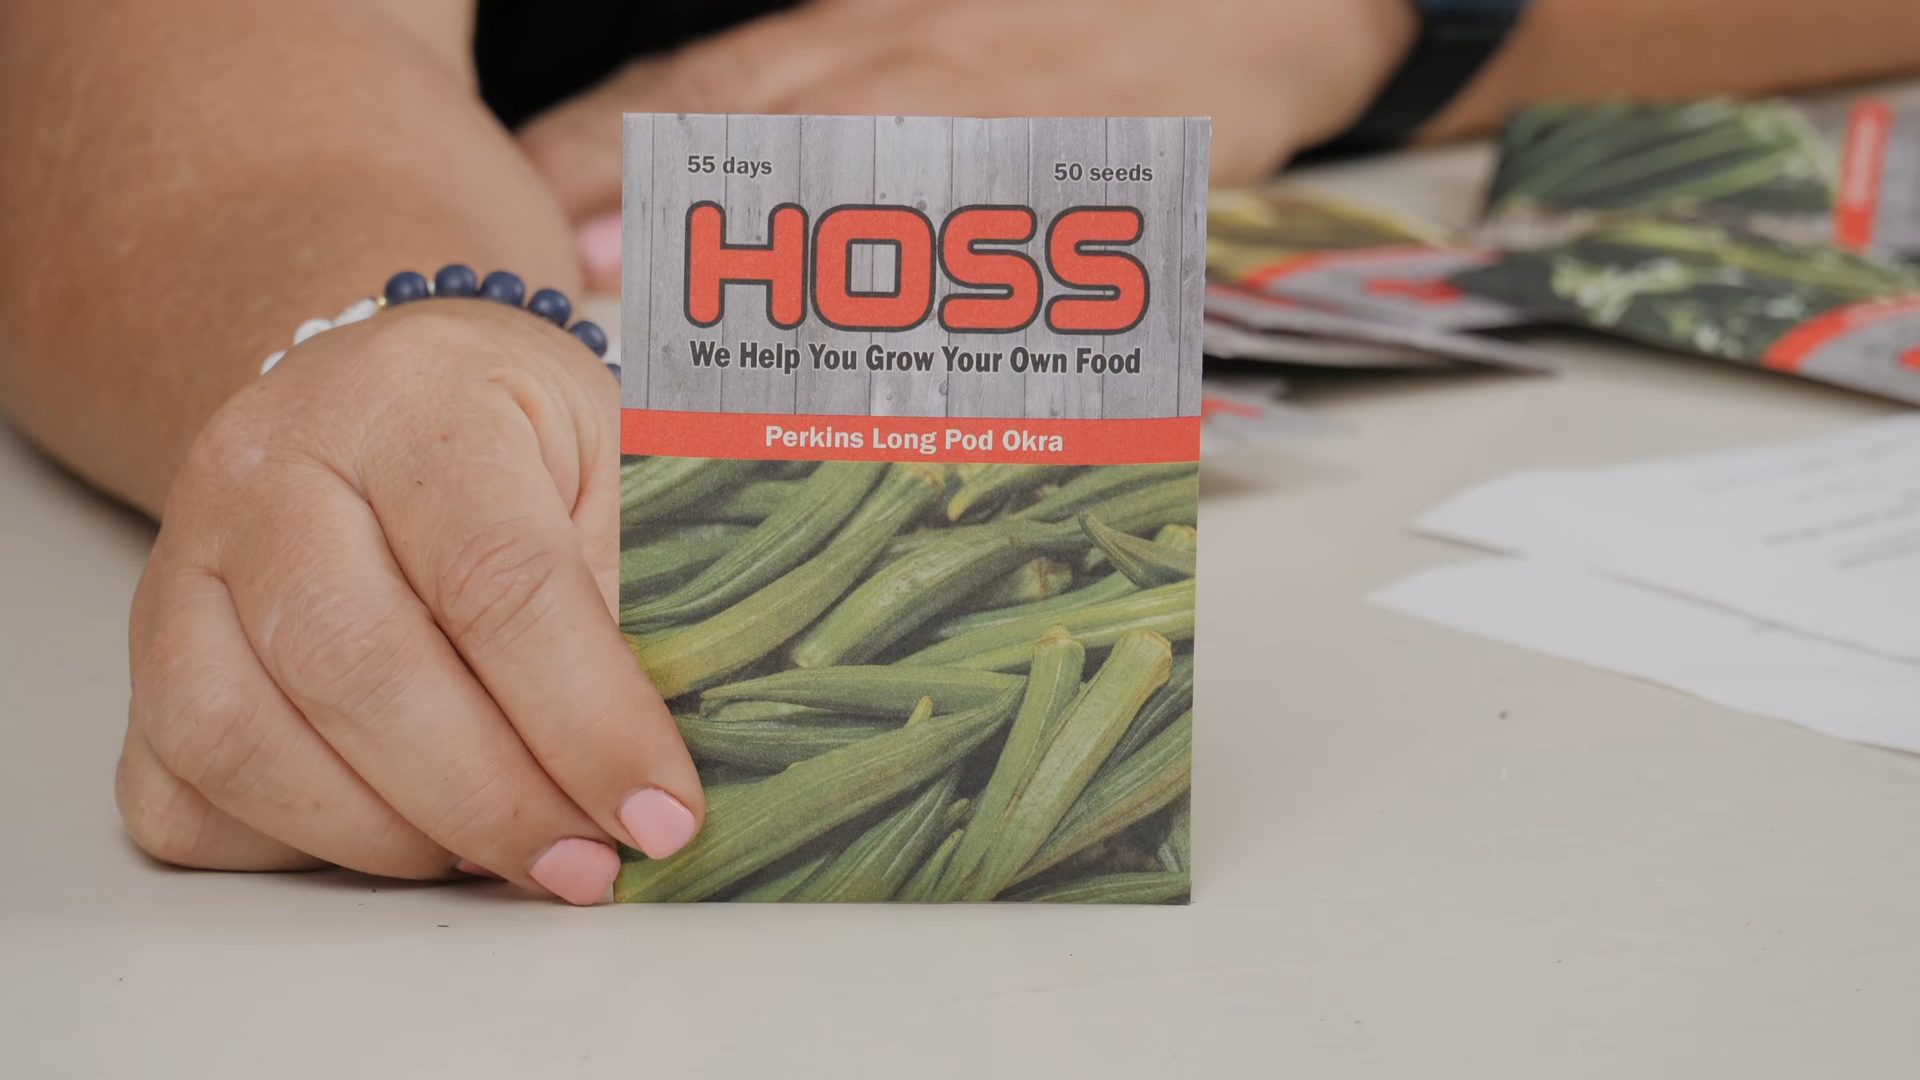 55 days
50 seeds
HOSS
We Help You Grow Your Own Food
Perkins Long Pod Okra